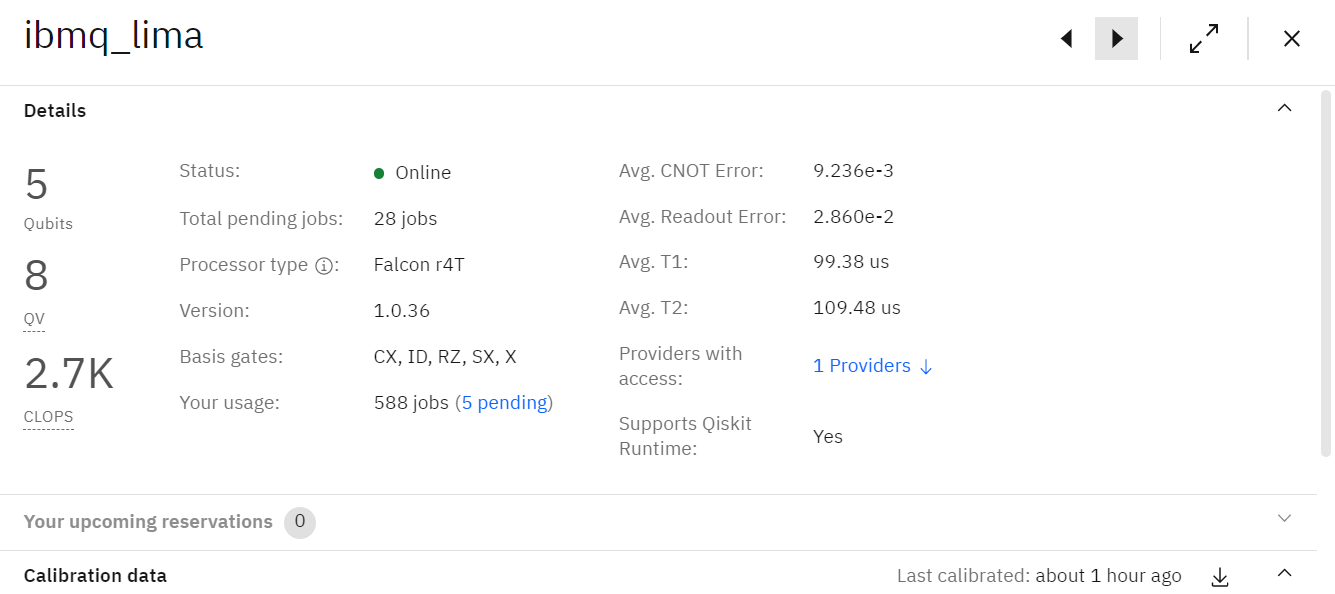 ibmq_lima
Details
5
Qubits
8
QV
2.7K
CLOPS
Status: Online
Total pending jobs: 28 jobs
Processor type : Falcon r4T
Version: 1.0.36
Basis gates: CX, ID, RZ, SX, X
Your usage: 588 jobs (5 pending)
Avg. CNOT Error: 9.236e-3
Avg. Readout Error: 2.860e-2
Avg. T1: 99.38 us
Avg. T2: 109.48 us
Providers with
access: 1 Providers ↓
Supports Qiskit
Runtime: Yes
Your upcoming reservations 0
Calibration data Last calibrated: about 1 hour ago